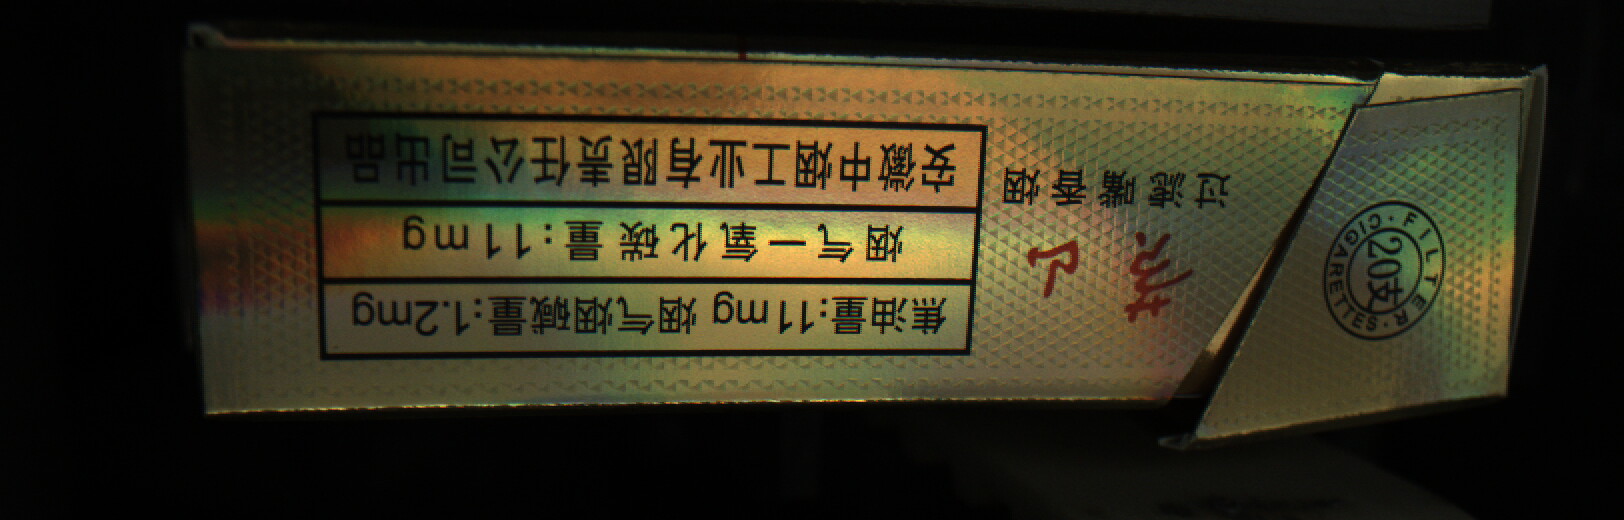 FILTER·CIGARETTES·
20支
黄山
过滤嘴香烟
焦油量:11mg 烟气烟碱量:1.2mg
烟气一氧化碳量:11mg
安徽中烟工业有限责任公司出品